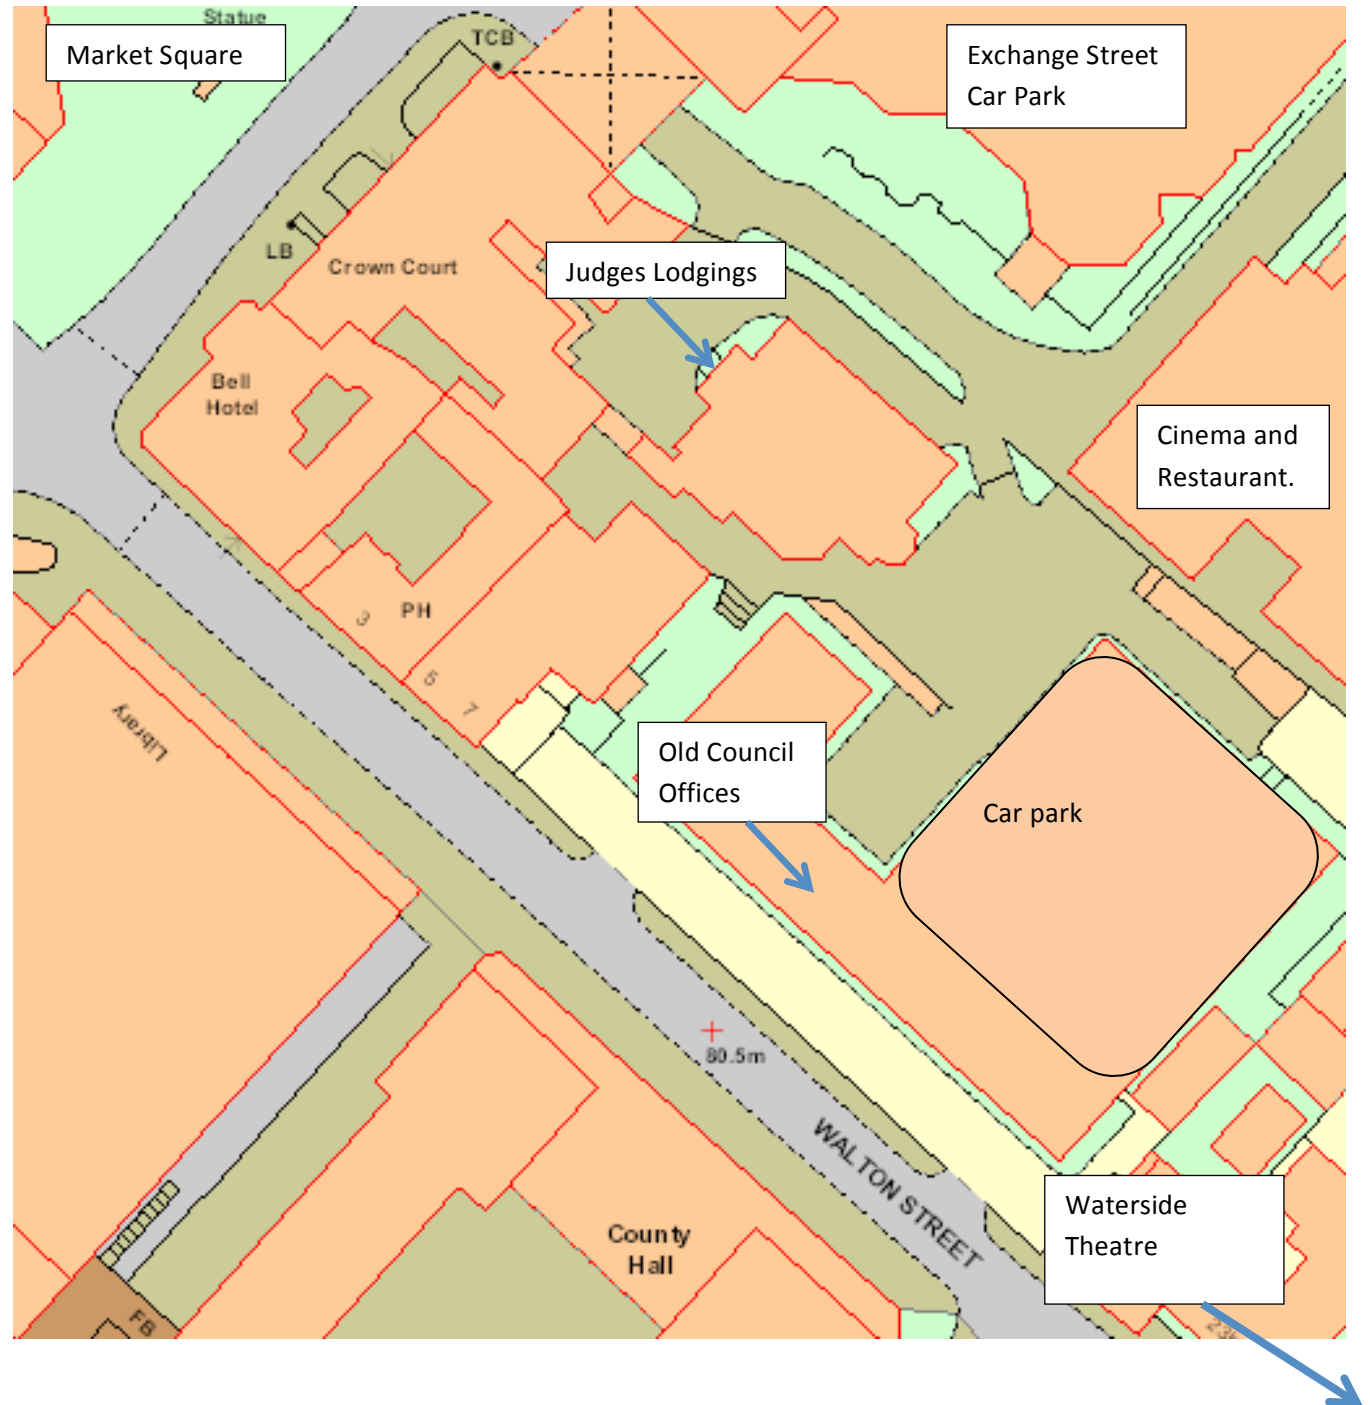 Statue
Market Square
TCB
Exchange Street
Car Park
LB
Crown Court
Judges Lodgings
Bell
Hotel
Cinema and
Restaurant.
3
PH
5
7
Library
Old Council
Offices
Car park
80.5m
WALTON STREET
County
Hall
Waterside
Theatre
FB